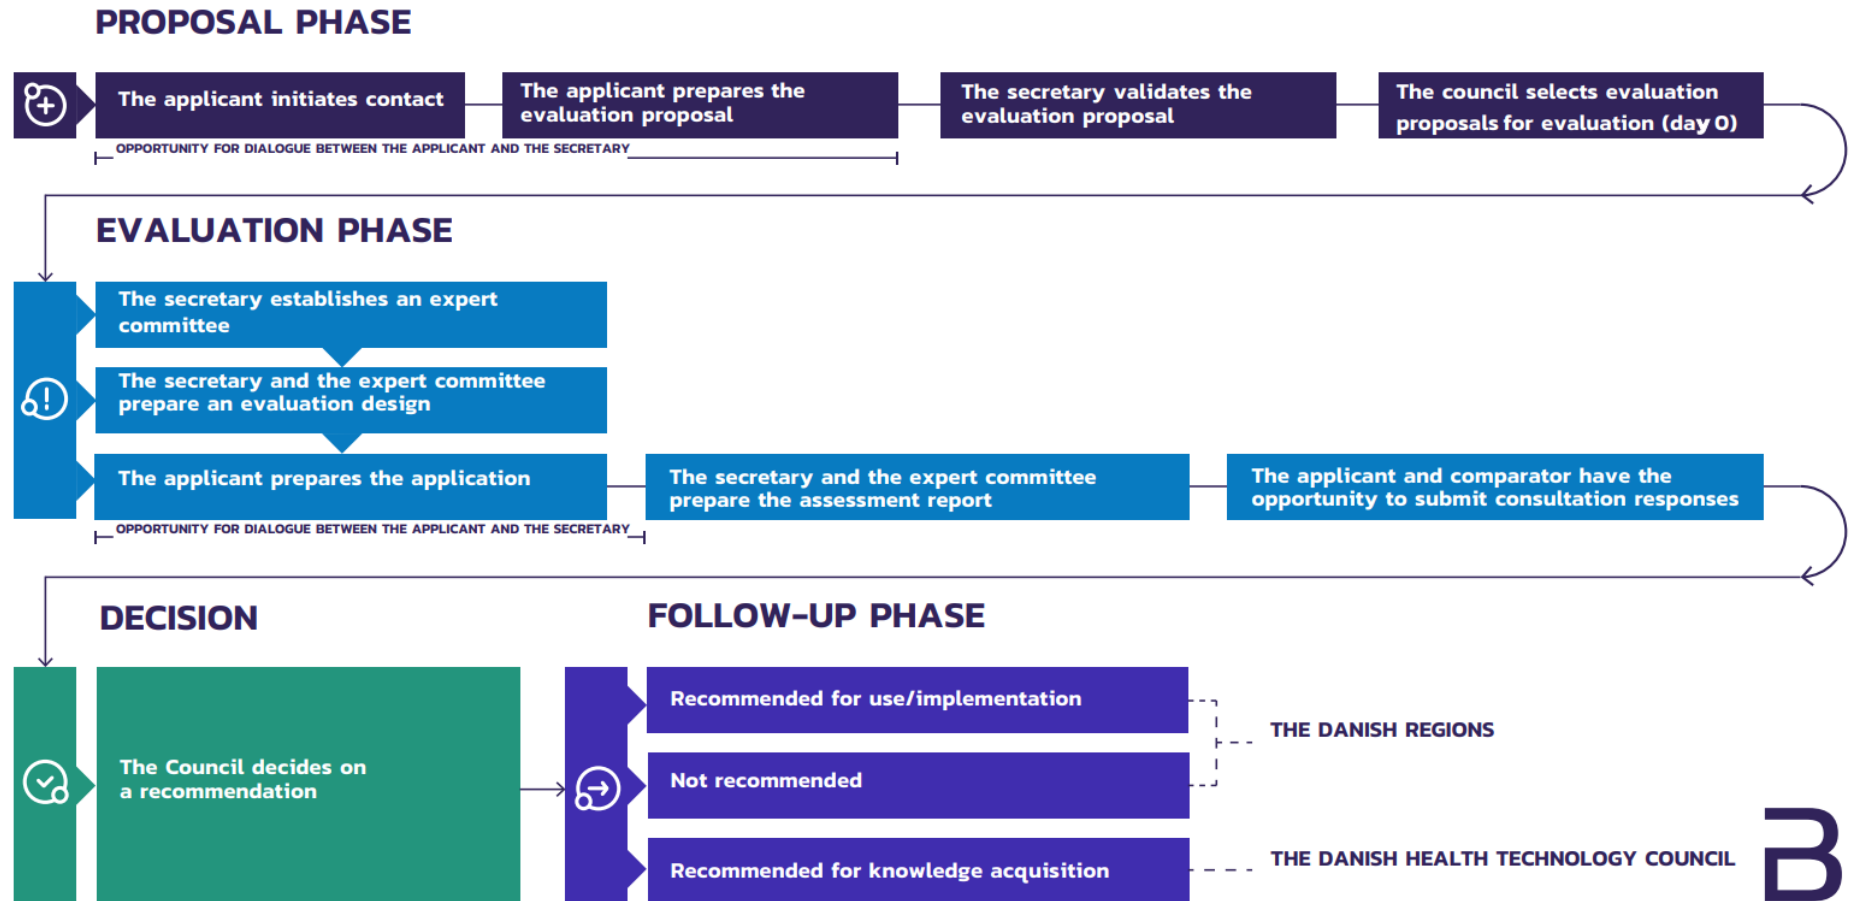 PROPOSAL PHASE
The applicant initiates contact
The applicant prepares the
evaluation proposal
The secretary validates the
evaluation proposal
The council selects evaluation
proposals for evaluation (day 0)
OPPORTUNITY FOR DIALOGUE BETWEEN THE APPLICANT AND THE SECRETARY
EVALUATION PHASE
The secretary establishes an expert
committee
The secretary and the expert committee
prepare an evaluation design
The applicant prepares the application
The secretary and the expert committee
prepare the assessment report
The applicant and comparator have the
opportunity to submit consultation responses
OPPORTUNITY FOR DIALOGUE BETWEEN THE APPLICANT AND THE SECRETARY
DECISION
The Council decides on
a recommendation
FOLLOW-UP PHASE
Recommended for use/implementation
Not recommended
THE DANISH REGIONS
Recommended for knowledge acquisition
THE DANISH HEALTH TECHNOLOGY COUNCIL
B